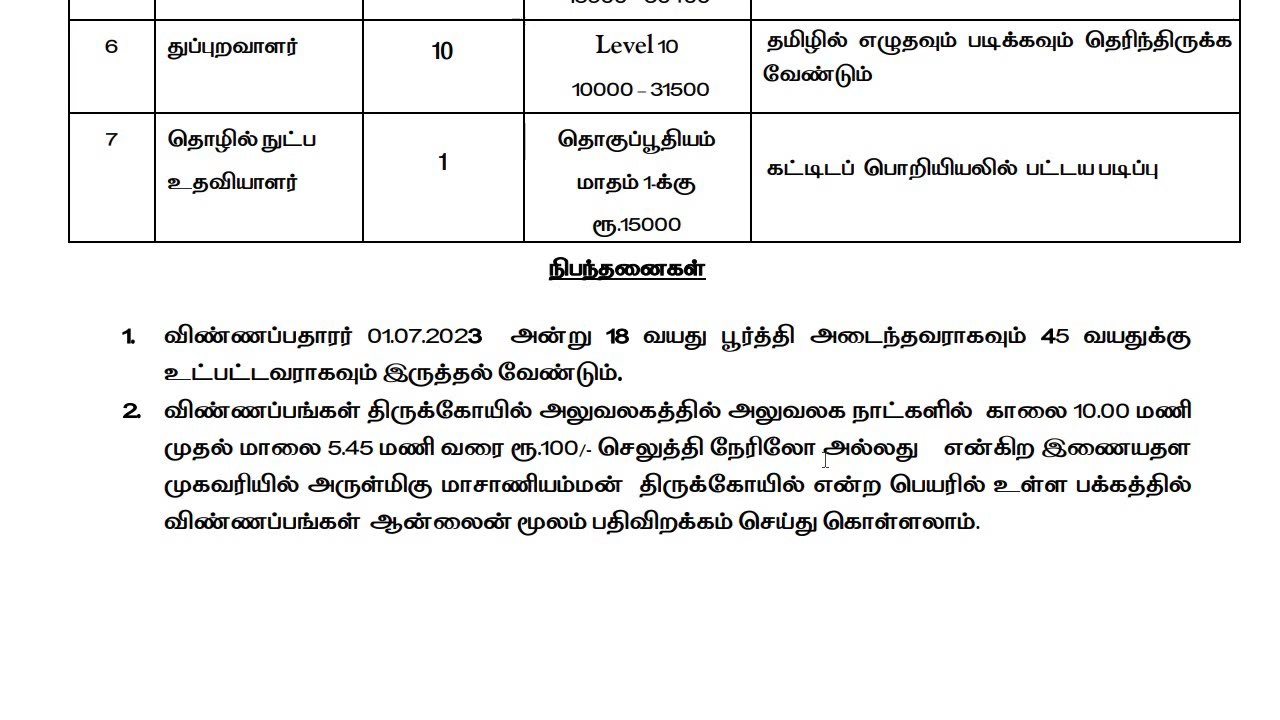 6 துப்புறவாளர் 10 Level 10 தமிழில் எழுதவும் படிக்கவும் தெரிந்திருக்க
10000 – 31500 வேண்டும்
7 தொழில் நுட்ப 1 தொகுப்பூதியம் கட்டிடப் பொறியியலில் பட்டய படிப்பு
உதவியாளர் மாதம் 1-க்கு
ரூ.15000
நிபந்தனைகள்
1. விண்ணப்பதாரர் 01.07.2023 அன்று 18 வயது பூர்த்தி அடைந்தவராகவும் 45 வயதுக்கு
உட்பட்டவராகவும் இருத்தல் வேண்டும்.
2. விண்ணப்பங்கள் திருக்கோயில் அலுவலகத்தில் அலுவலக நாட்களில் காலை 10.00 மணி
முதல் மாலை 5.45 மணி வரை ரூ.100/- செலுத்தி நேரிலோ அல்லது என்கிற இணையதள
முகவரியில் அருள்மிகு மாசாணியம்மன் திருக்கோயில் என்ற பெயரில் உள்ள பக்கத்தில்
விண்ணப்பங்கள் ஆன்லைன் மூலம் பதிவிறக்கம் செய்து கொள்ளலாம்.